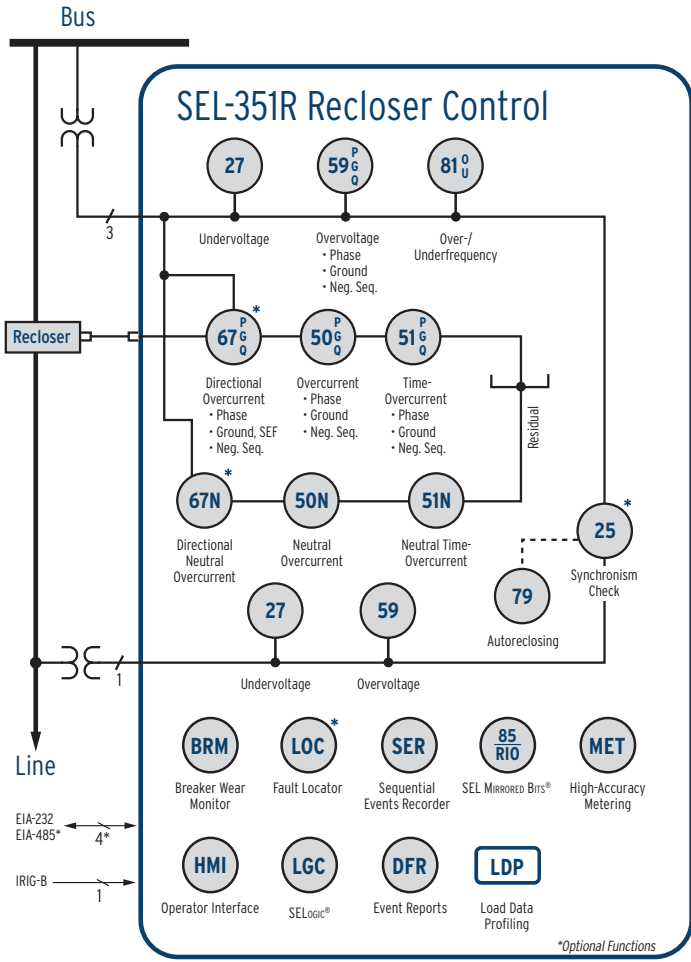 Bus
SEL-351R Recloser Control
27
59 P G Q
81 O U
3
Undervoltage
Overvoltage
• Phase
• Ground
• Neg. Seq.
Over-/
Underfrequency
Recloser
67 P G Q *
50 P G Q
51 P G Q
Directional
Overcurrent
• Phase
• Ground, SEF
• Neg. Seq.
Overcurrent
• Phase
• Ground
• Neg. Seq.
Time-
Overcurrent
• Phase
• Ground
• Neg. Seq.
Residual
67N *
50N
51N
25 *
Directional
Neutral
Overcurrent
Neutral
Overcurrent
Neutral Time-
Overcurrent
Synchronism
Check
79
Autoreclosing
27
59
1
Undervoltage
Overvoltage
BRM
LOC *
SER
85
RIO
MET
Line
Breaker Wear
Monitor
Fault Locator
Sequential
Events Recorder
SEL MIRRORED BITS®
High-Accuracy
Metering
EIA-232
EIA-485*
4*
HMI
LGC
DFR
LDP
IRIG-B
1
Operator Interface
SELOGIC®
Event Reports
Load Data
Profiling
*Optional Functions